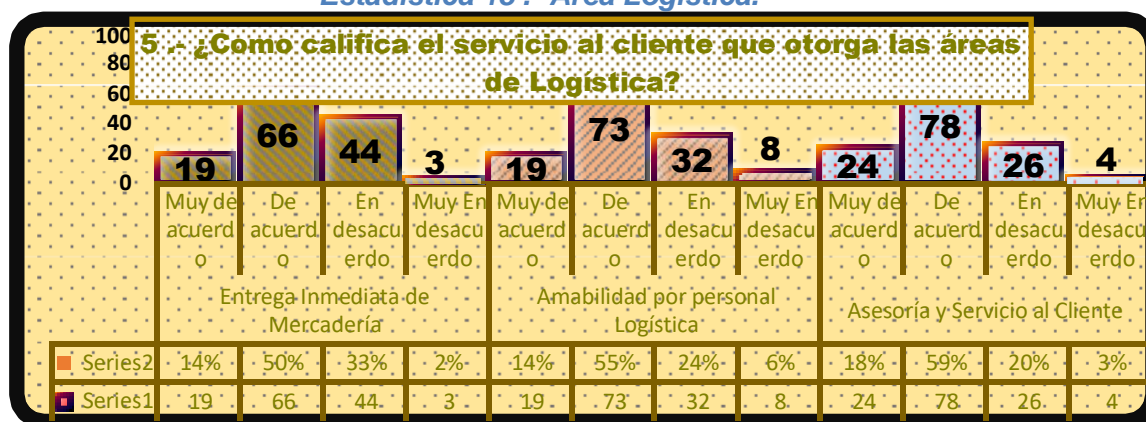 Estadística 15 . Área Logística.
5 .- ¿Como califica el servicio al cliente que otorga las áreas
de Logística?
100
80
60
40
20
0
19 66 44 3 19 73 32 8 24 78 26 4
Muy de De En Muy En Muy de De En Muy En Muy de De En Muy En
acuerd acuerd desacu desacu acuerd acuerd desacu desacu acuerd acuerd desacu desacu
o o erdo erdo o o erdo erdo o o erdo erdo
Entrega Inmediata de
Mercadería
Amabilidad por personal
Logística
Asesoría y Servicio al Cliente
Series2 14% 50% 33% 2% 14% 55% 24% 6% 18% 59% 20% 3%
Series1 19 66 44 3 19 73 32 8 24 78 26 4